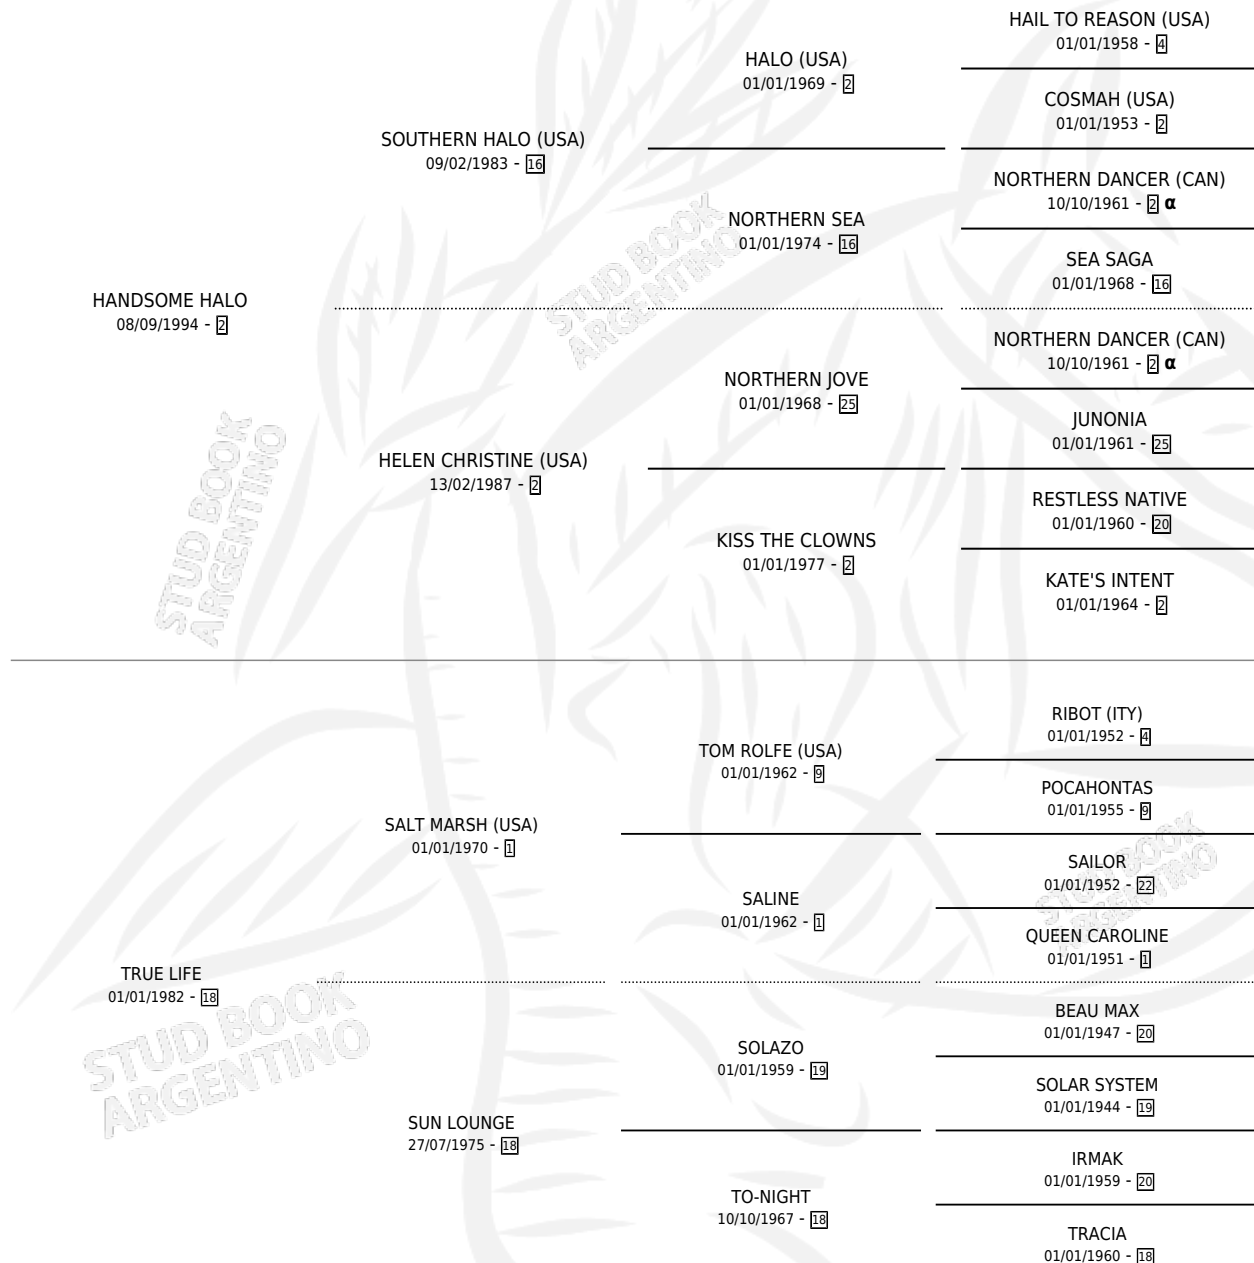 HAIL TO REASON (USA)
01/01/1958 - 4
HALO (USA)
01/01/1969 - 2
COSMAH (USA)
01/01/1953 - 2
SOUTHERN HALO (USA)
09/02/1983 - 16
NORTHERN DANCER (CAN)
10/10/1961 - 2 α
NORTHERN SEA
01/01/1974 - 16
SEA SAGA
01/01/1968 - 16
HANDSOME HALO
08/09/1994 - 2
NORTHERN DANCER (CAN)
10/10/1961 - 2 α
NORTHERN JOVE
01/01/1968 - 25
JUNONIA
01/01/1961 - 25
HELEN CHRISTINE (USA)
13/02/1987 - 2
RESTLESS NATIVE
01/01/1960 - 20
KISS THE CLOWNS
01/01/1977 - 2
KATE'S INTENT
01/01/1964 - 2
STUD BOOK
ARGENTINO
STUD BOOK
ARGENTINO
RIBOT (ITY)
01/01/1952 - 4
TOM ROLFE (USA)
01/01/1962 - 9
POCAHONTAS
01/01/1955 - 9
SALT MARSH (USA)
01/01/1970 - 1
SAILOR
01/01/1952 - 22
SALINE
01/01/1962 - 1
QUEEN CAROLINE
01/01/1951 - 1
TRUE LIFE
01/01/1982 - 18
BEAU MAX
01/01/1947 - 20
SOLAZO
01/01/1959 - 19
SOLAR SYSTEM
01/01/1944 - 19
SUN LOUNGE
27/07/1975 - 18
IRMAK
01/01/1959 - 20
TO-NIGHT
10/10/1967 - 18
TRACIA
01/01/1960 - 18
STUD BOOK
ARGENTINO
STUD BOOK
ARGENTINO